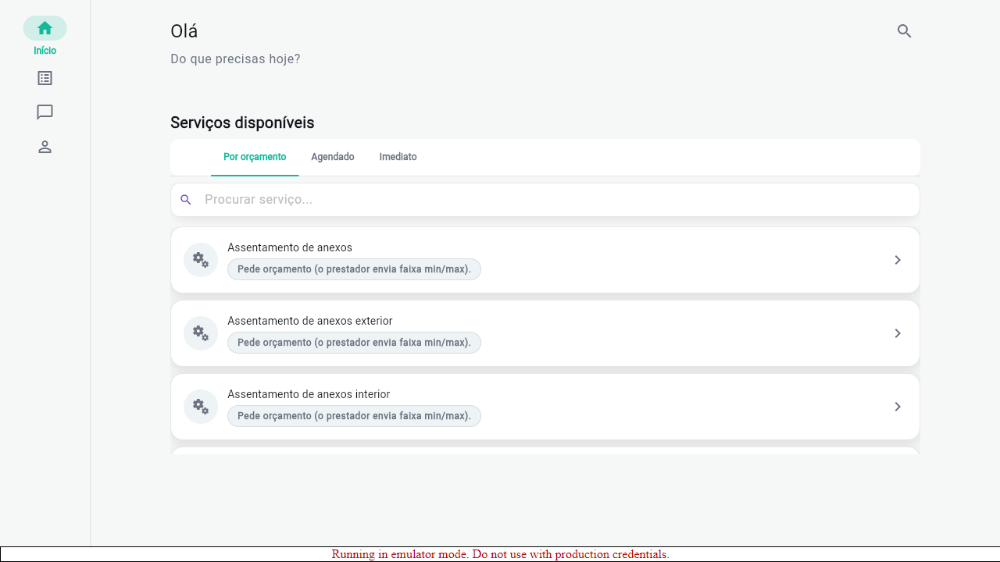 Olá
Início
Do que precisas hoje?
Serviços disponíveis
Por orçamento Agendado Imediato
Procurar serviço...
Assentamento de anexos
Pede orçamento (o prestador envia faixa min/max).
Assentamento de anexos exterior
Pede orçamento (o prestador envia faixa min/max).
Assentamento de anexos interior
Pede orçamento (o prestador envia faixa min/max).
Running in emulator mode. Do not use with production credentials.